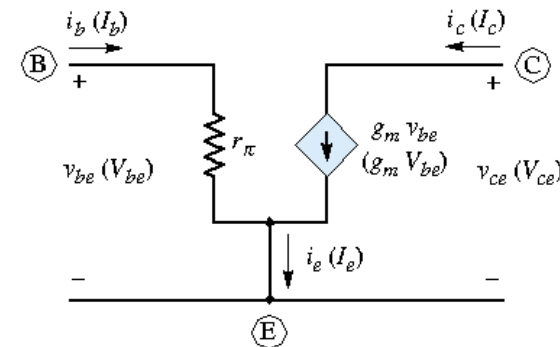 i_b (I_b)
i_c (I_c)
B
C
+
+
r_π
g_m v_be
(g_m V_be)
v_be (V_be)
v_ce (V_ce)
i_e (I_e)
−
−
E